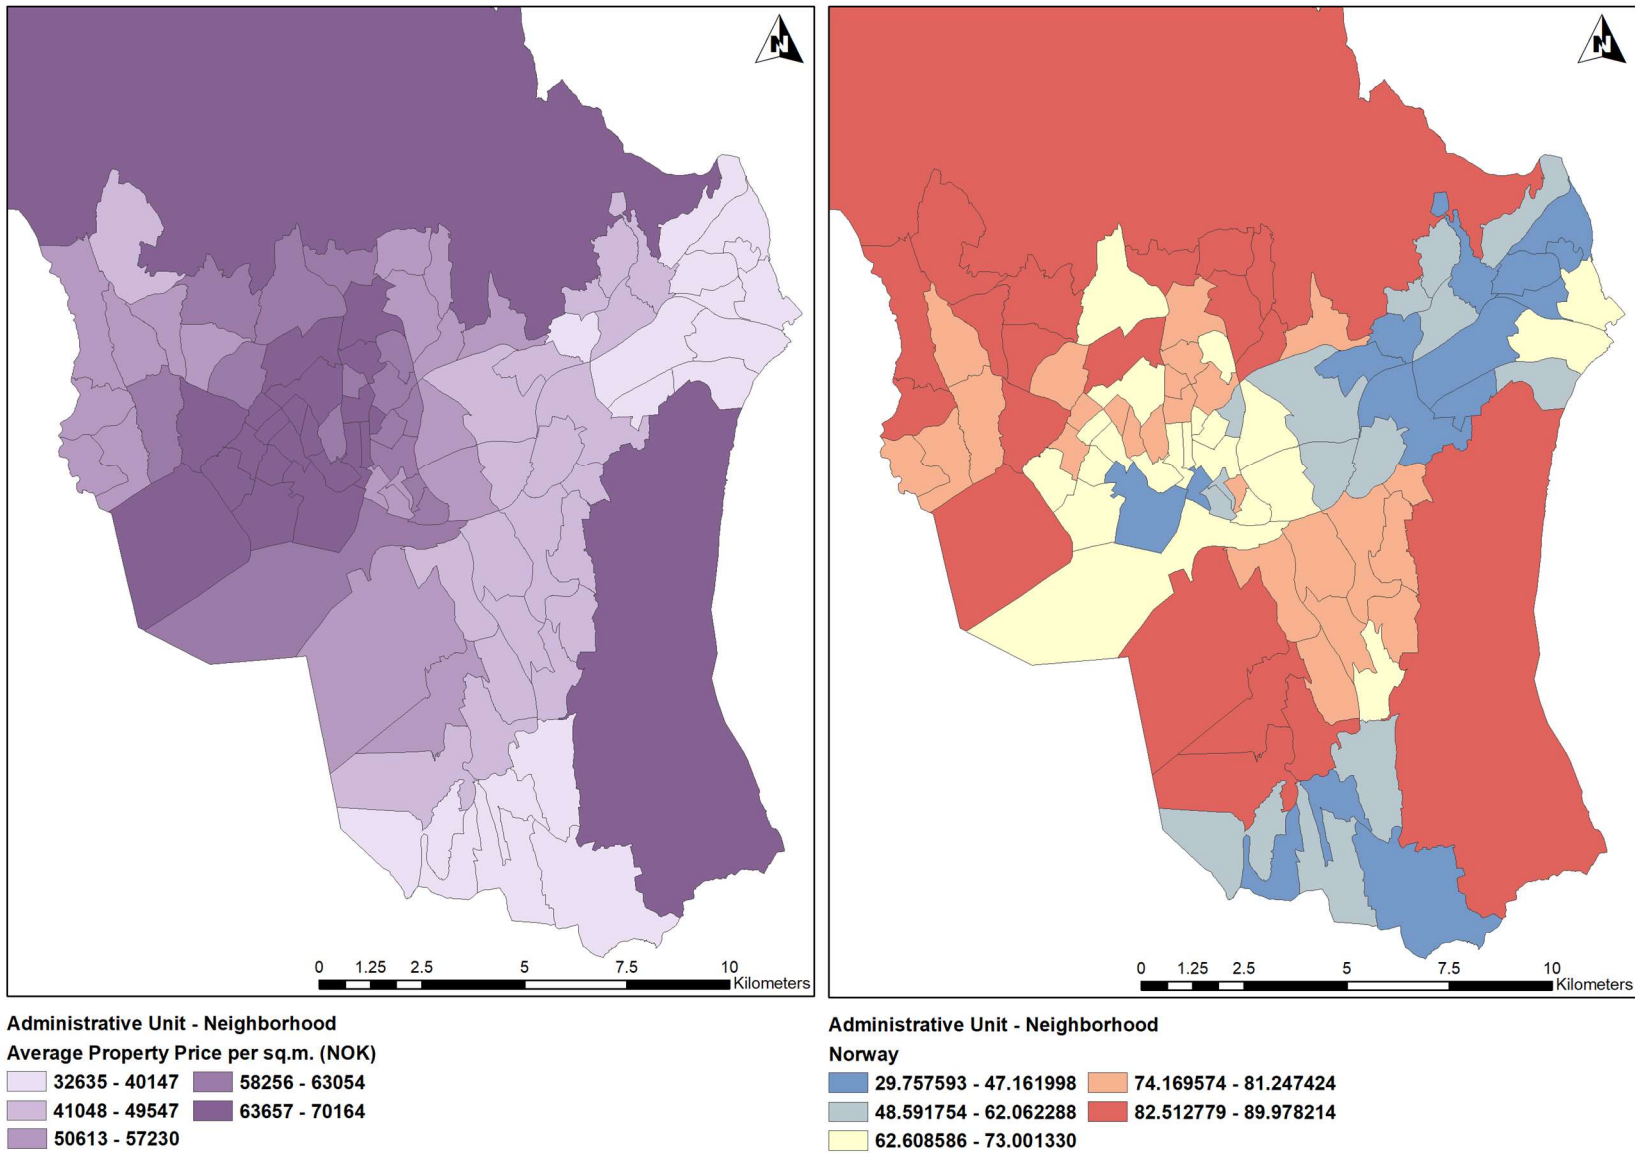 N
N
0 1.25 2.5 5 7.5 10
Kilometers
0 1.25 2.5 5 7.5 10
Kilometers
Administrative Unit - Neighborhood
Average Property Price per sq.m. (NOK)
32635 - 40147
41048 - 49547
50613 - 57230
58256 - 63054
63657 - 70164
Administrative Unit - Neighborhood
Norway
29.757593 - 47.161998
48.591754 - 62.062288
62.608586 - 73.001330
74.169574 - 81.247424
82.512779 - 89.978214